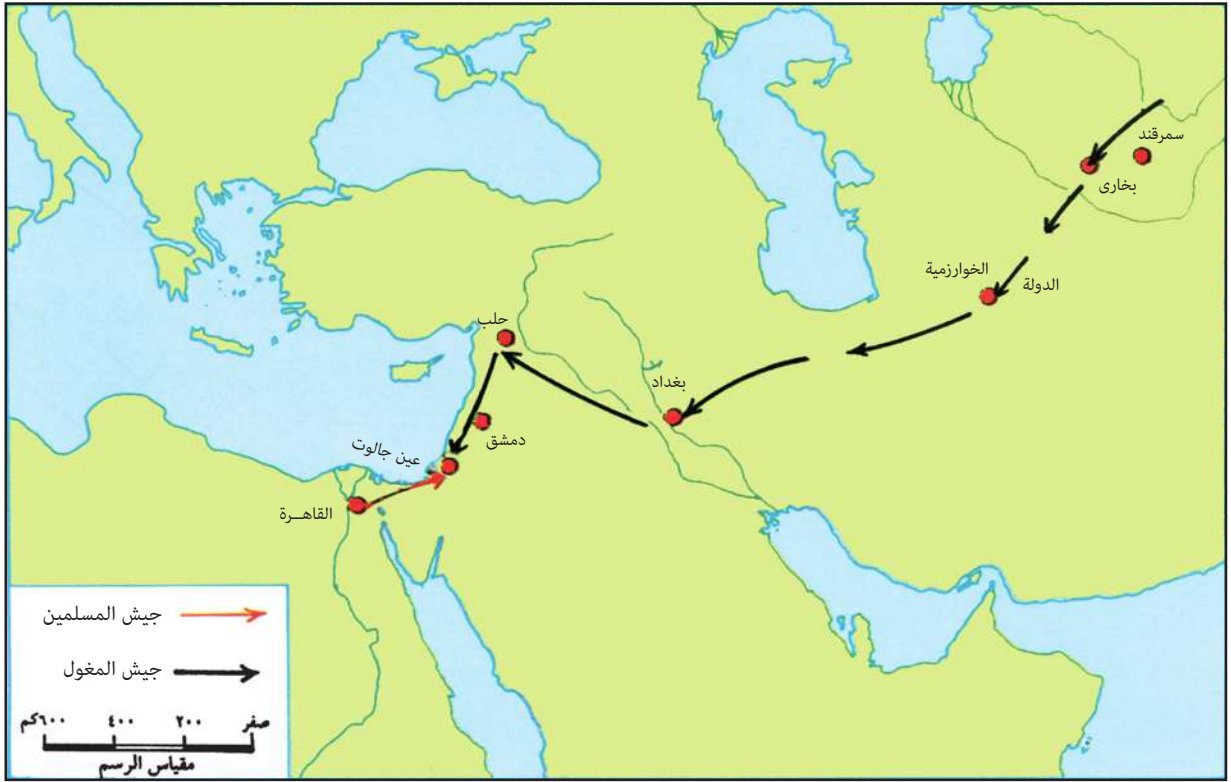 سمرقند
بخارى
الخوارزمية
الدولة
حلب
بغداد
دمشق
عين جالوت
القاهــرة
جيش المسلمين
جيش المغول
صفر ٢٠٠ ٤٠٠ ٦٠٠كم
مقياس الرسم